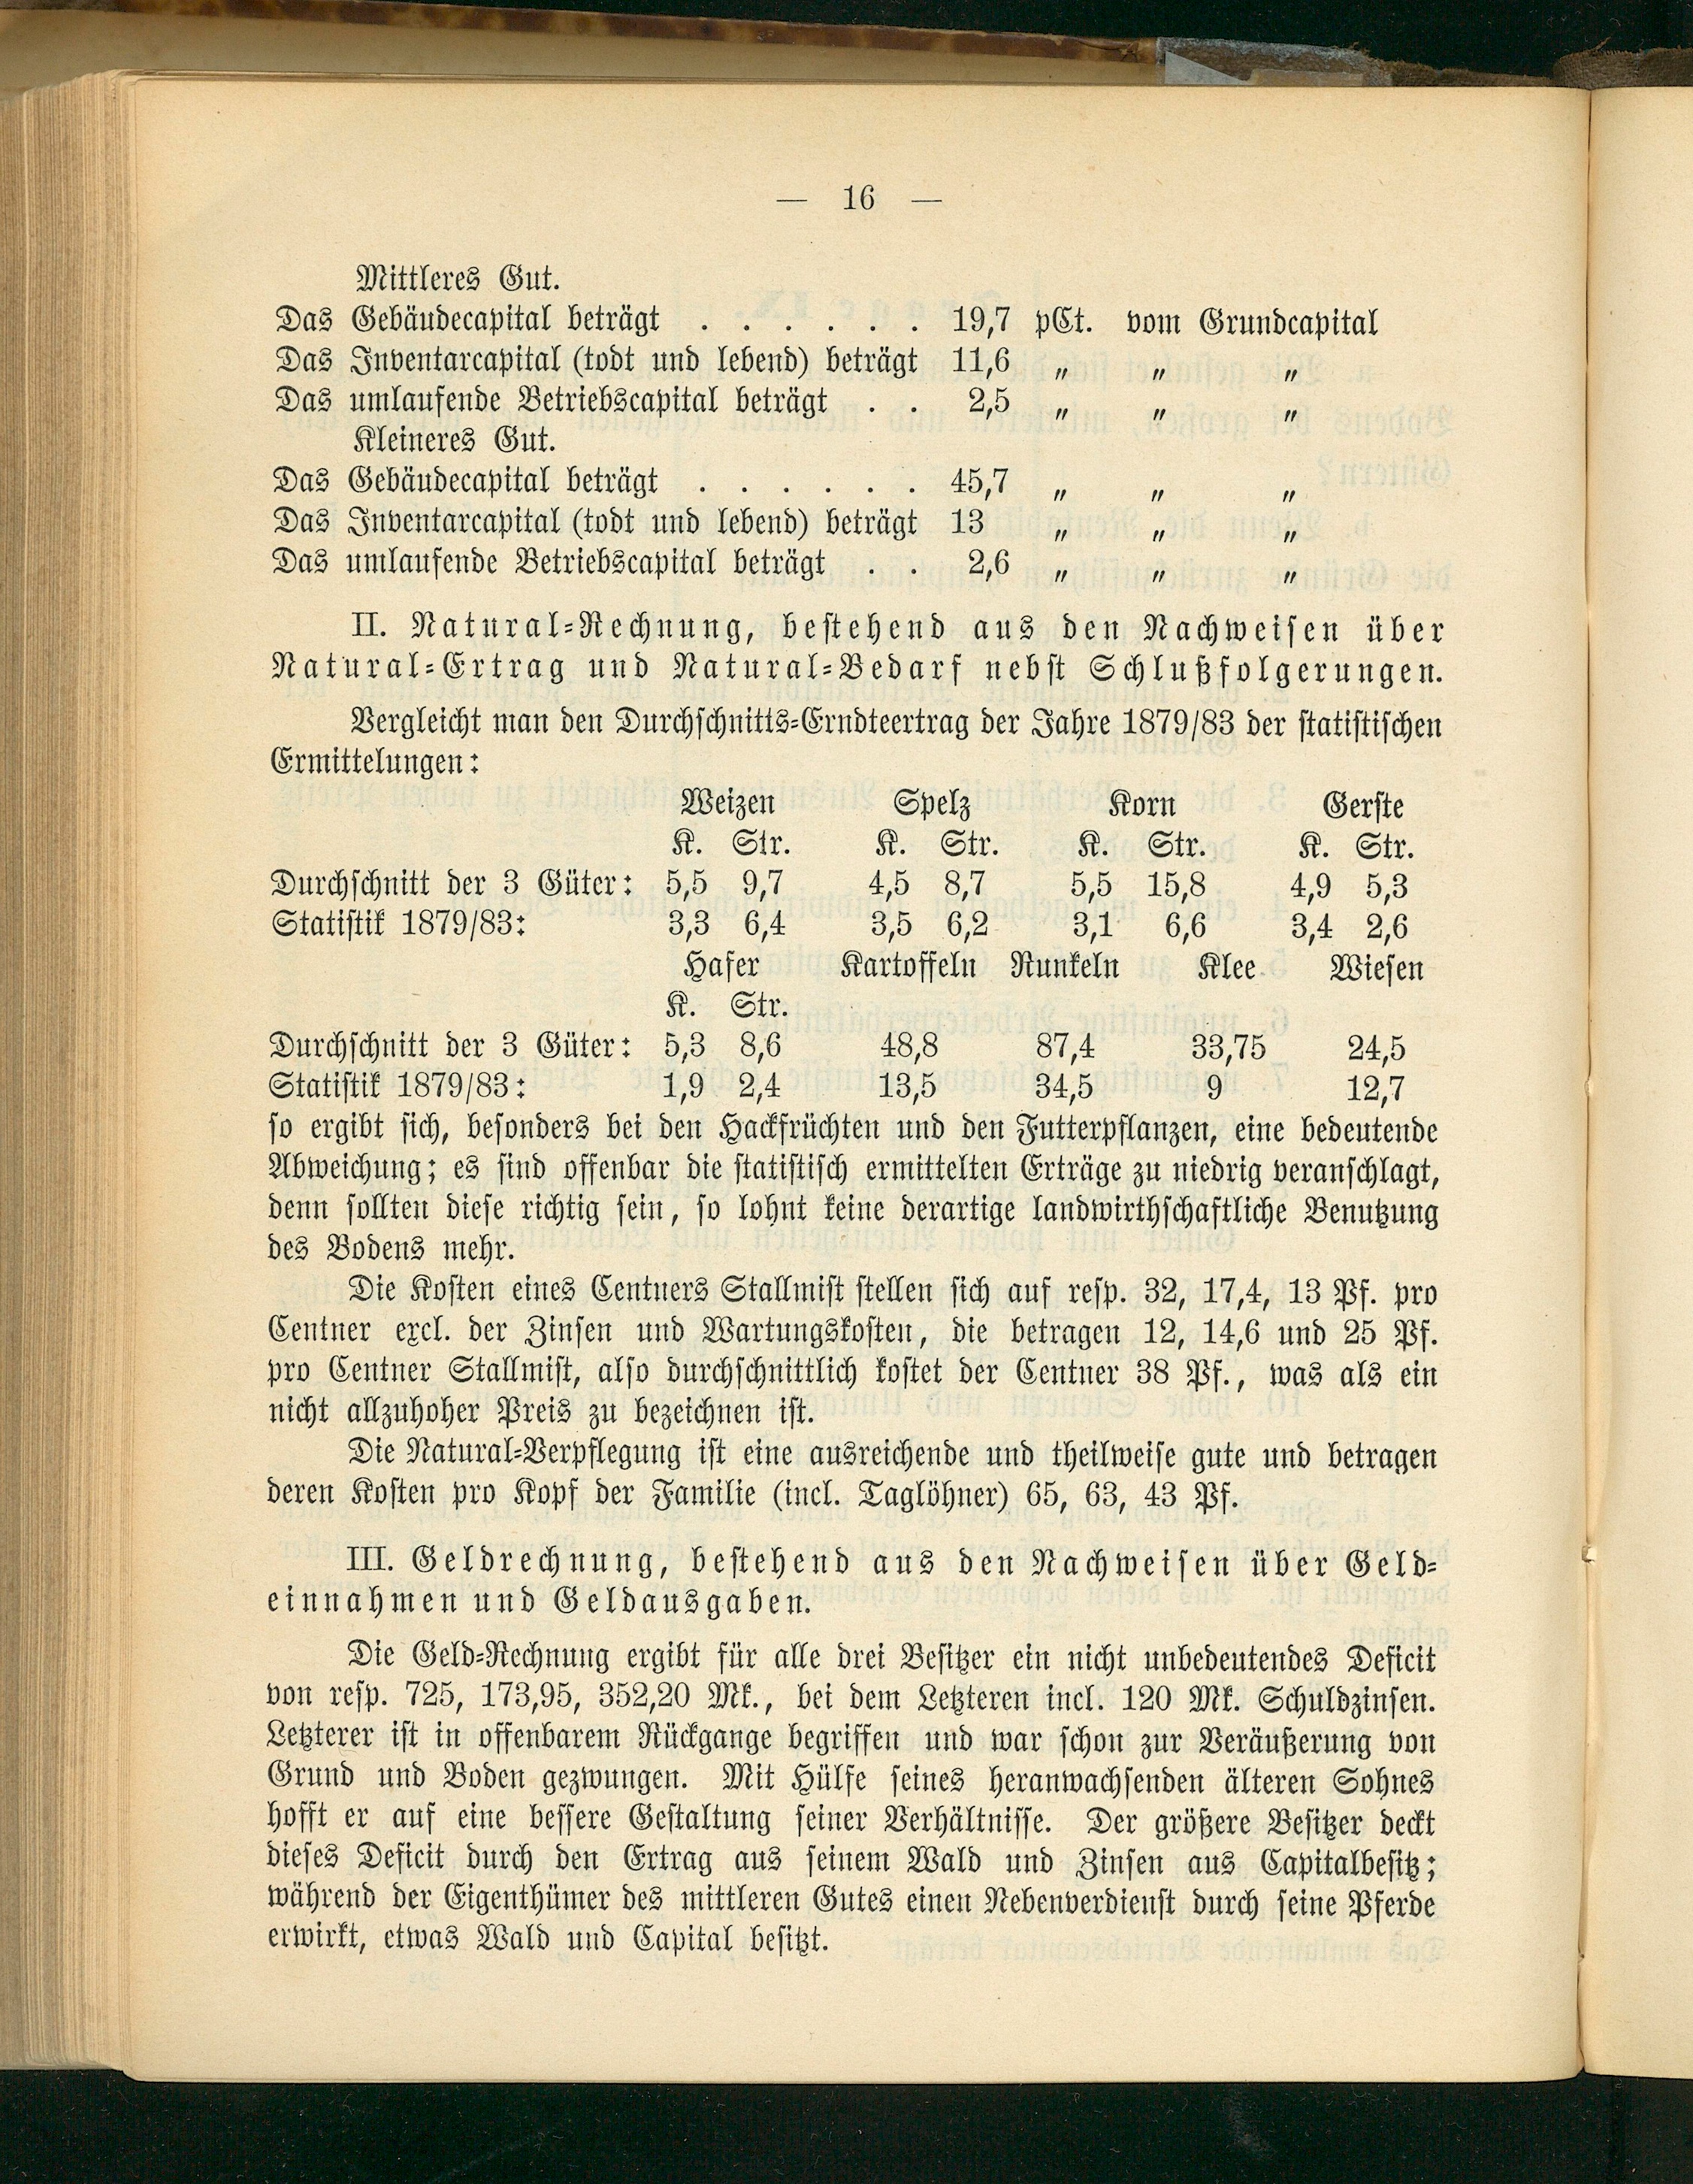 — 16 —
Mittleres Gut.
Das Gebäudecapital beträgt . . . . . . 19,7 pCt. vom Grundcapital
Das Inventarcapital (todt und lebend) beträgt 11,6 „ „ „
Das umlaufende Betriebscapital beträgt . . 2,5 „ „ „
Kleineres Gut.
Das Gebäudecapital beträgt . . . . . . 45,7 „ „ „
Das Inventarcapital (todt und lebend) beträgt 13 „ „ „
Das umlaufende Betriebscapital beträgt . . 2,6 „ „ „
II. Natural-Rechnung, bestehend aus den Nachweisen über
Natural-Ertrag und Natural-Bedarf nebst Schlußfolgerungen.
Vergleicht man den Durchschnitts-Erndteertrag der Jahre 1879/83 der statistischen
Ermittelungen:
Weizen Spelz Korn Gerste
K. Str. K. Str. K. Str. K. Str.
Durchschnitt der 3 Güter: 5,5 9,7 4,5 8,7 5,5 15,8 4,9 5,3
Statistik 1879/83: 3,3 6,4 3,5 6,2 3,1 6,6 3,4 2,6
Hafer Kartoffeln Runkeln Klee Wiesen
K. Str.
Durchschnitt der 3 Güter: 5,3 8,6 48,8 87,4 33,75 24,5
Statistik 1879/83: 1,9 2,4 13,5 34,5 9 12,7
so ergibt sich, besonders bei den Hackfrüchten und den Futterpflanzen, eine bedeutende
Abweichung; es sind offenbar die statistisch ermittelten Erträge zu niedrig veranschlagt,
denn sollten diese richtig sein, so lohnt keine derartige landwirthschaftliche Benutzung
des Bodens mehr.
Die Kosten eines Centners Stallmist stellen sich auf resp. 32, 17,4, 13 Pf. pro
Centner excl. der Zinsen und Wartungskosten, die betragen 12, 14,6 und 25 Pf.
pro Centner Stallmist, also durchschnittlich kostet der Centner 38 Pf., was als ein
nicht allzuhoher Preis zu bezeichnen ist.
Die Natural-Verpflegung ist eine ausreichende und theilweise gute und betragen
deren Kosten pro Kopf der Familie (incl. Taglöhner) 65, 63, 43 Pf.
III. Geldrechnung, bestehend aus den Nachweisen über Geld-
einnahmen und Geldausgaben.
Die Geld-Rechnung ergibt für alle drei Besitzer ein nicht unbedeutendes Deficit
von resp. 725, 173,95, 352,20 Mk., bei dem Letzteren incl. 120 Mk. Schuldzinsen.
Letzterer ist in offenbarem Rückgange begriffen und war schon zur Veräußerung von
Grund und Boden gezwungen. Mit Hülfe seines heranwachsenden älteren Sohnes
hofft er auf eine bessere Gestaltung seiner Verhältnisse. Der größere Besitzer deckt
dieses Deficit durch den Ertrag aus seinem Wald und Zinsen aus Capitalbesitz;
während der Eigenthümer des mittleren Gutes einen Nebenverdienst durch seine Pferde
erwirkt, etwas Wald und Capital besitzt.